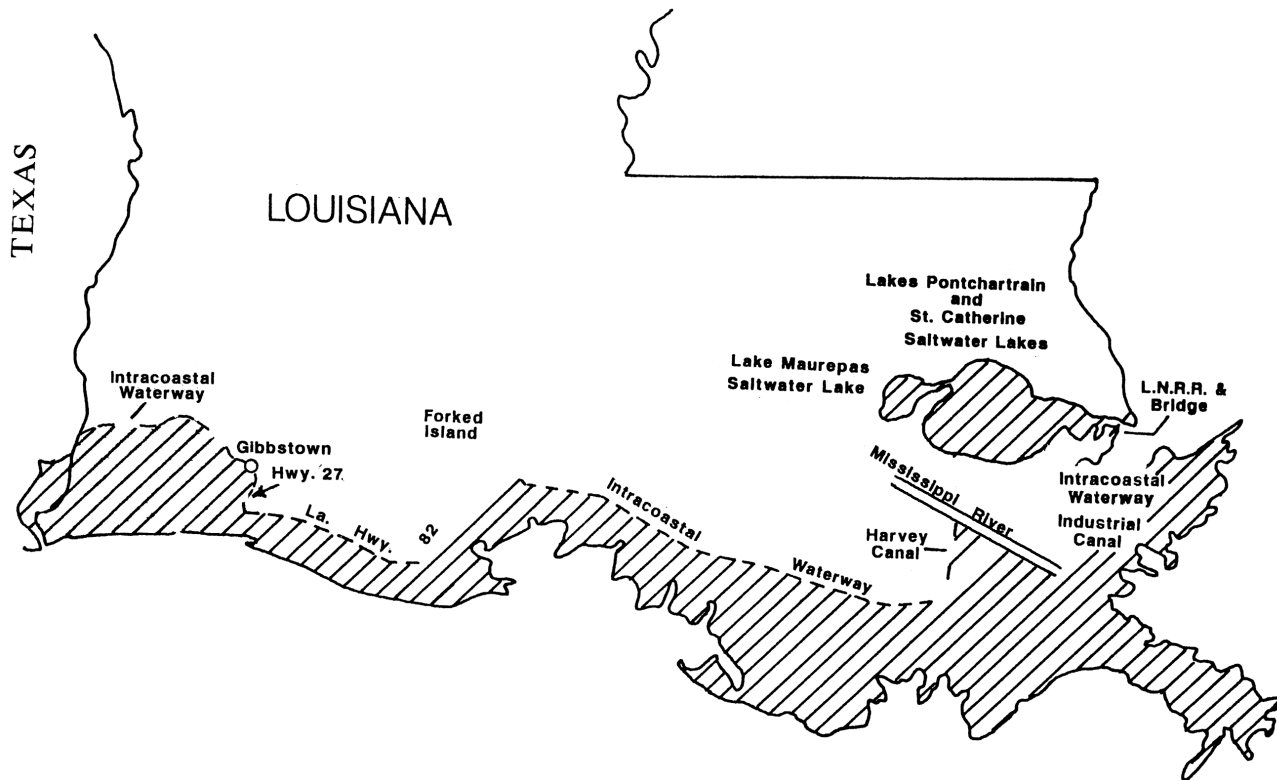 TEXAS
LOUISIANA
Lakes Pontchartrain
and
St. Catherine
Saltwater Lakes
Lake Maurepas
Saltwater Lake
L.N.R.R. &
Bridge
Intracoastal
Waterway
Forked
Island
Gibbstown
Hwy. 27
La. Hwy. 82
Intracoastal Waterway
Mississippi River
Harvey
Canal
Intracoastal
Waterway
Industrial
Canal